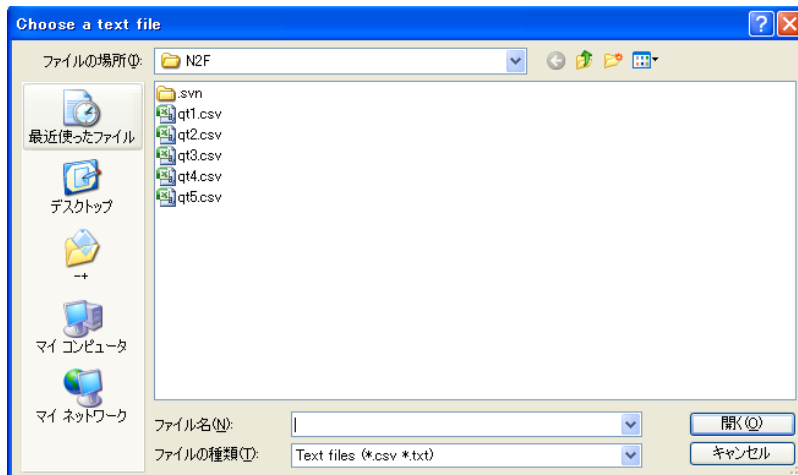 Choose a text file
ファイルの場所(I):
N2F
最近使ったファイル
デスクトップ
マイ コンピュータ
マイ ネットワーク
.svn
qt1.csv
qt2.csv
qt3.csv
qt4.csv
qt5.csv
ファイル名(N):
開く(O)
ファイルの種類(T):
Text files (*.csv *.txt)
キャンセル